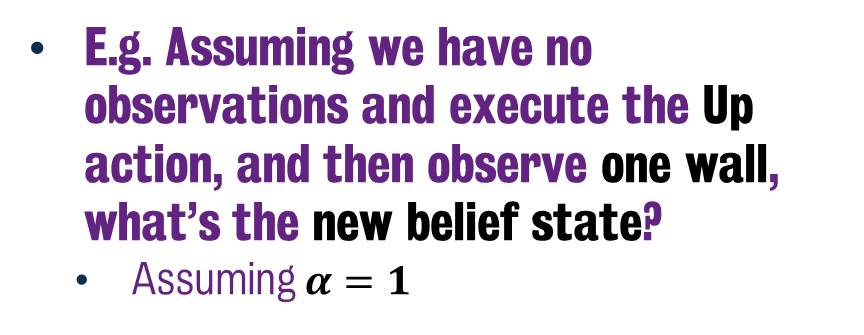 • E.g. Assuming we have no
observations and execute the Up
action, and then observe one wall,
what's the new belief state?
• Assuming α = 1